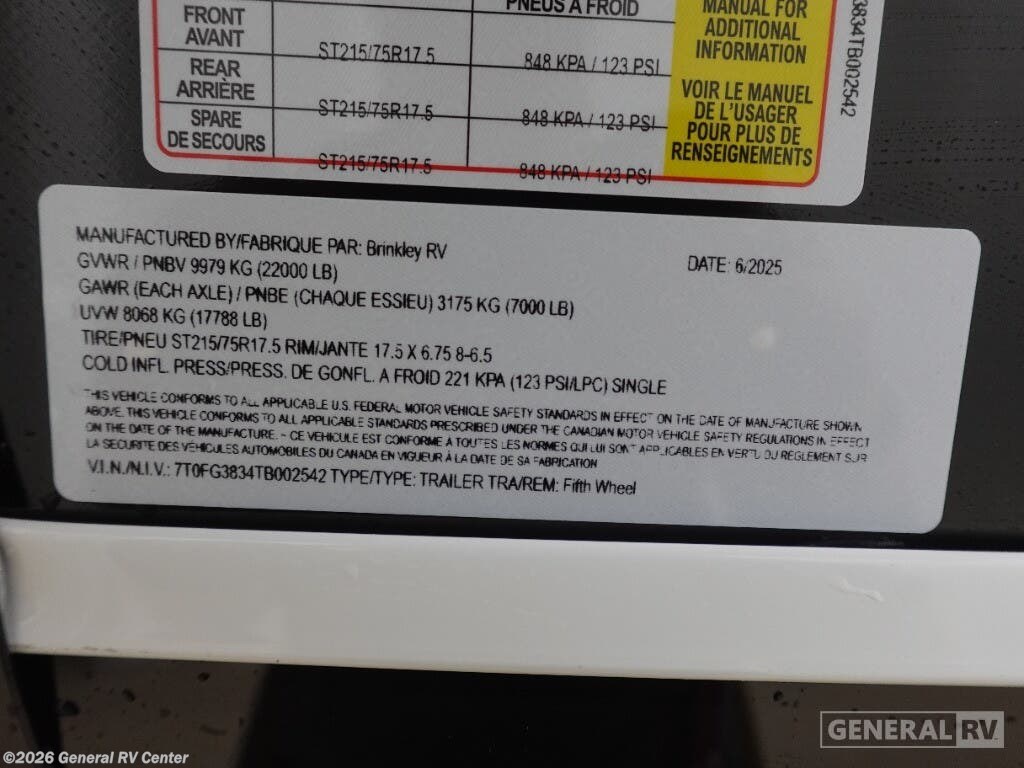 PNEUS À FROID
MANUAL FOR
ADDITIONAL
INFORMATION
FRONT
AVANT
ST215/75R17.5
848 KPA / 123 PSI
REAR
ARRIÈRE
ST215/75R17.5
848 KPA / 123 PSI
VOIR LE MANUEL
DE L'USAGER
POUR PLUS DE
RENSEIGNEMENTS
SPARE
DE SECOURS
ST215/75R17.5
848 KPA / 123 PSI
3834TB002542
MANUFACTURED BY/FABRIQUE PAR: Brinkley RV
DATE: 6/2025
GVWR / PNBV 9979 KG (22000 LB)
GAWR (EACH AXLE) / PNBE (CHAQUE ESSIEU) 3175 KG (7000 LB)
UVW 8068 KG (17788 LB)
TIRE/PNEU ST215/75R17.5 RIM/JANTE 17.5 X 6.75 8-6.5
COLD INFL. PRESS/PRESS. DE GONFL. A FROID 221 KPA (123 PSI/LPC) SINGLE
THIS VEHICLE CONFORMS TO ALL APPLICABLE U.S. FEDERAL MOTOR VEHICLE SAFETY STANDARDS IN EFFECT ON THE DATE OF MANUFACTURE SHOWN
ABOVE. THIS VEHICLE CONFORMS TO ALL APPLICABLE STANDARDS PRESCRIBED UNDER THE CANADIAN MOTOR VEHICLE SAFETY REGULATIONS IN EFFECT
ON THE DATE OF THE MANUFACTURE. - CE VEHICULE EST CONFORME A TOUTES LES NORMES QUI LUI SONT APPLICABLES EN VERTU DU REGLEMENT SUR
LA SECURITE DES VÉHICULES AUTOMOBILES DU CANADA EN VIGUEUR À LA DATE DE SA FABRICATION
V.I.N./N.I.V.: 7T0FG3834TB002542 TYPE/TYPE: TRAILER TRA/REM: Fifth Wheel
GENERAL RV
©2026 General RV Center